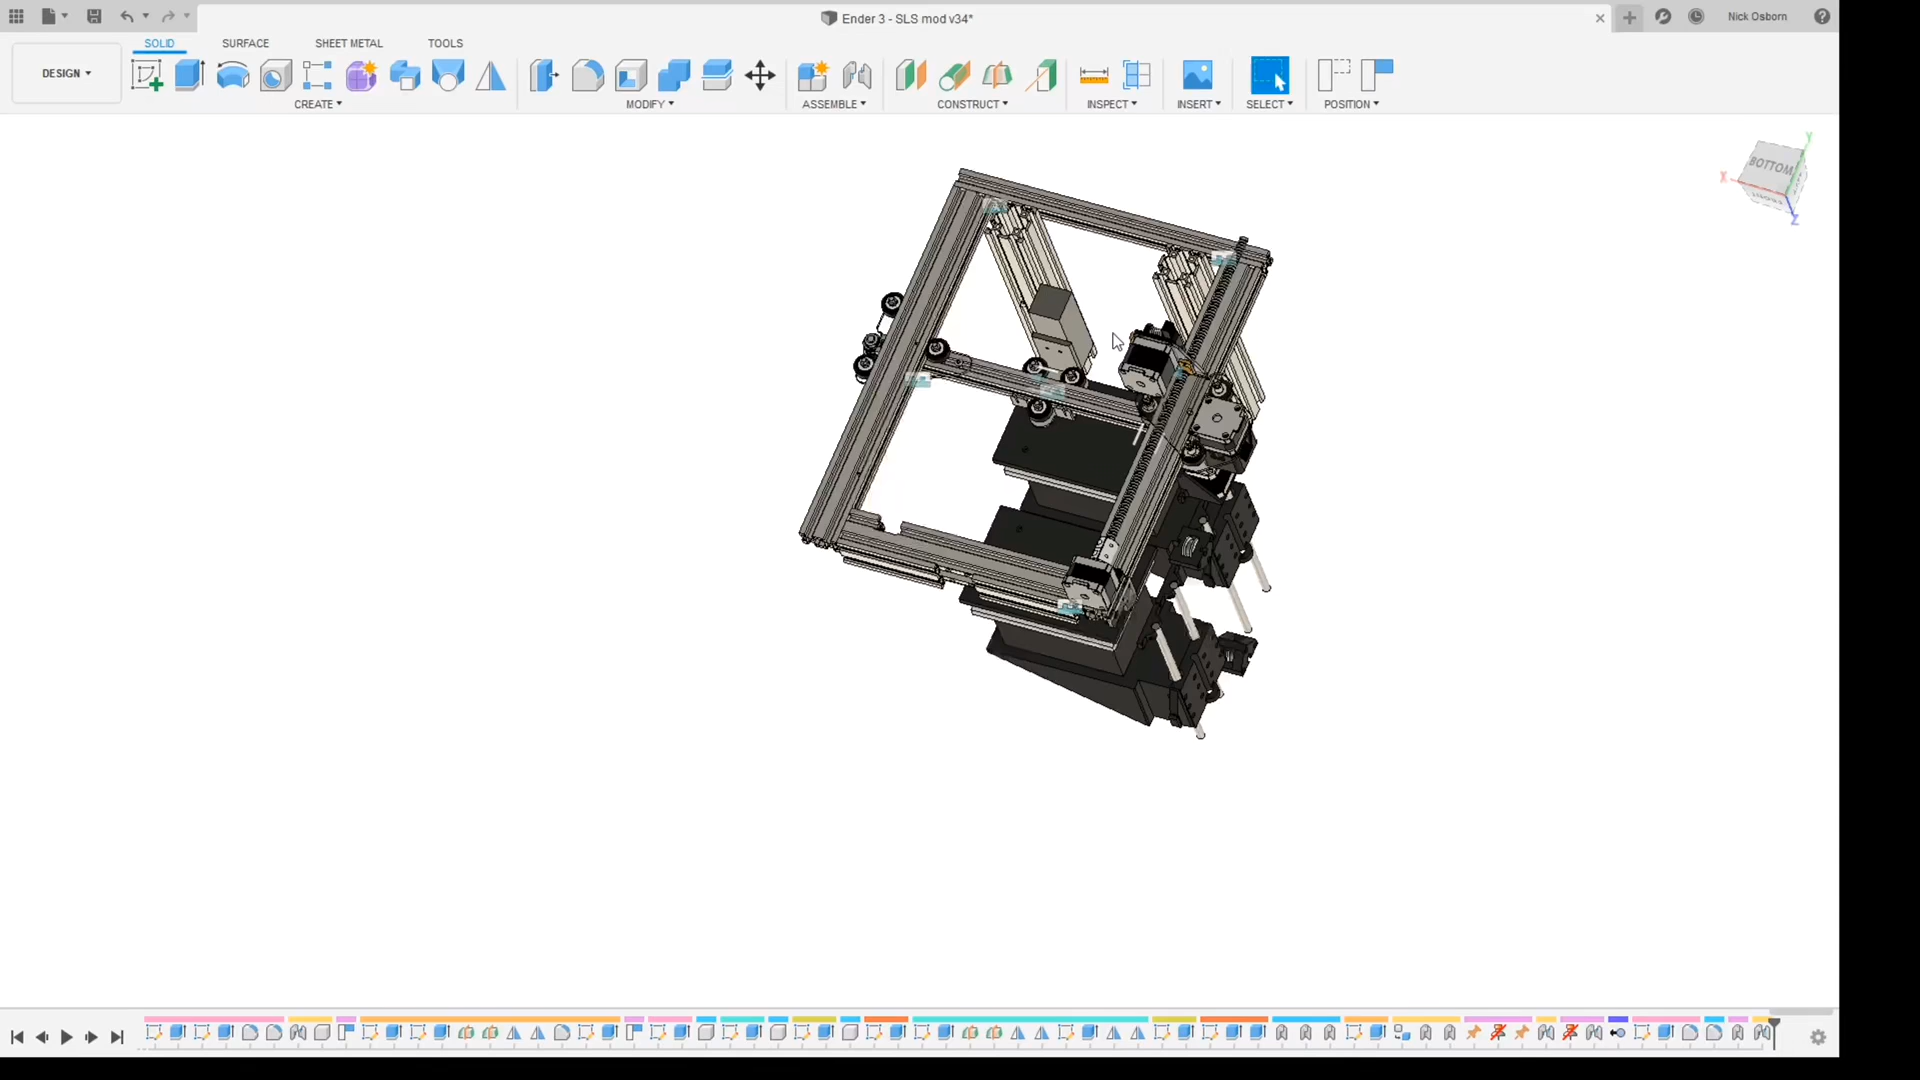 Ender 3 - SLS mod v34*
Nick Osborn
SOLID
SURFACE
SHEET METAL
TOOLS
DESIGN
CREATE
MODIFY
ASSEMBLE
CONSTRUCT
INSPECT
INSERT
SELECT
POSITION
Y
BOTTOM
X
Z